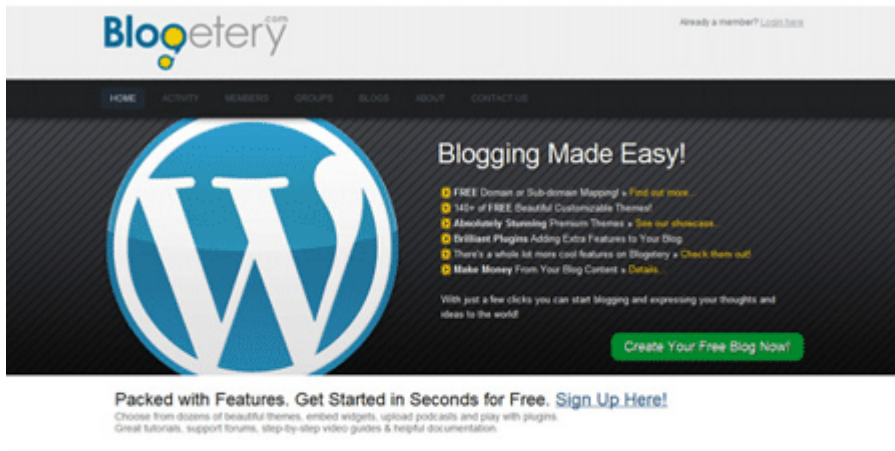 Blogetery.com
Already a member? Login here
HOME ACTIVITY MEMBERS GROUPS BLOGS ABOUT CONTACT US
Blogging Made Easy!
FREE Domain or Sub-domain Mapping! » Find out more...
140+ of FREE Beautiful Customizable Themes!
Absolutely Stunning Premium Themes » See our showcase...
Brilliant Plugins Adding Extra Features to Your Blog
There's a whole lot more cool features on Blogetery » Check them out!
Make Money From Your Blog Content » Details...
With just a few clicks you can start blogging and expressing your thoughts and
ideas to the world!
Create Your Free Blog Now!
Packed with Features. Get Started in Seconds for Free. Sign Up Here!
Choose from dozens of beautiful themes, embed widgets, upload podcasts and play with plugins.
Great tutorials, support forums, step-by-step video guides & helpful documentation.